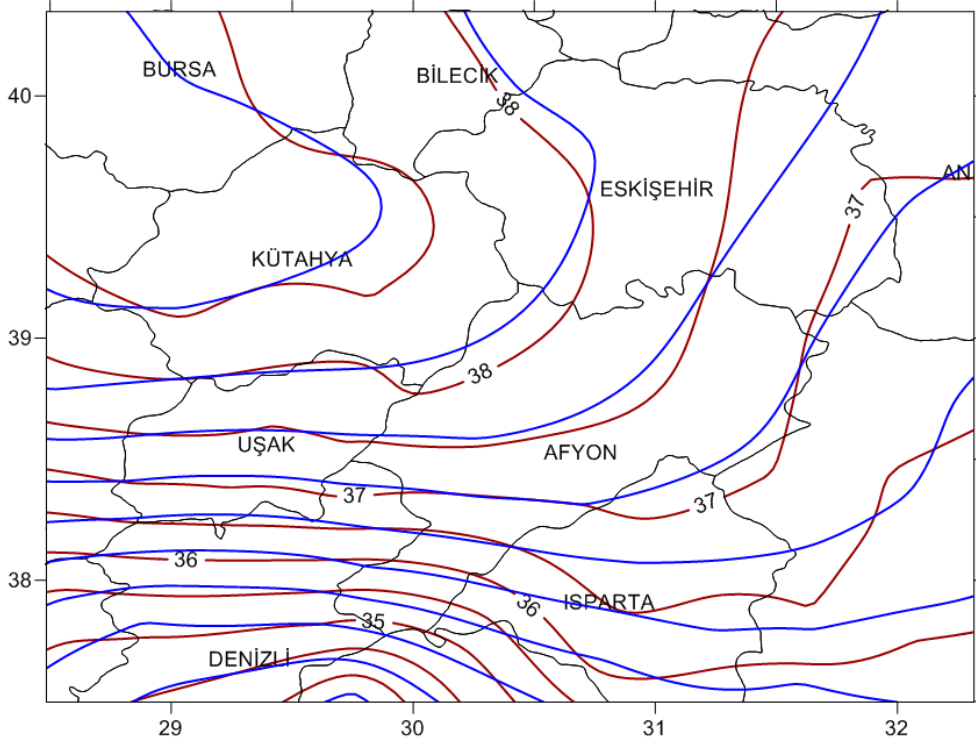 BURSA
BİLECİK
40
38
AN
ESKİŞEHİR
37
KÜTAHYA
39
38
UŞAK
AFYON
37
37
36
38
36
ISPARTA
35
DENİZLİ
29
30
31
32